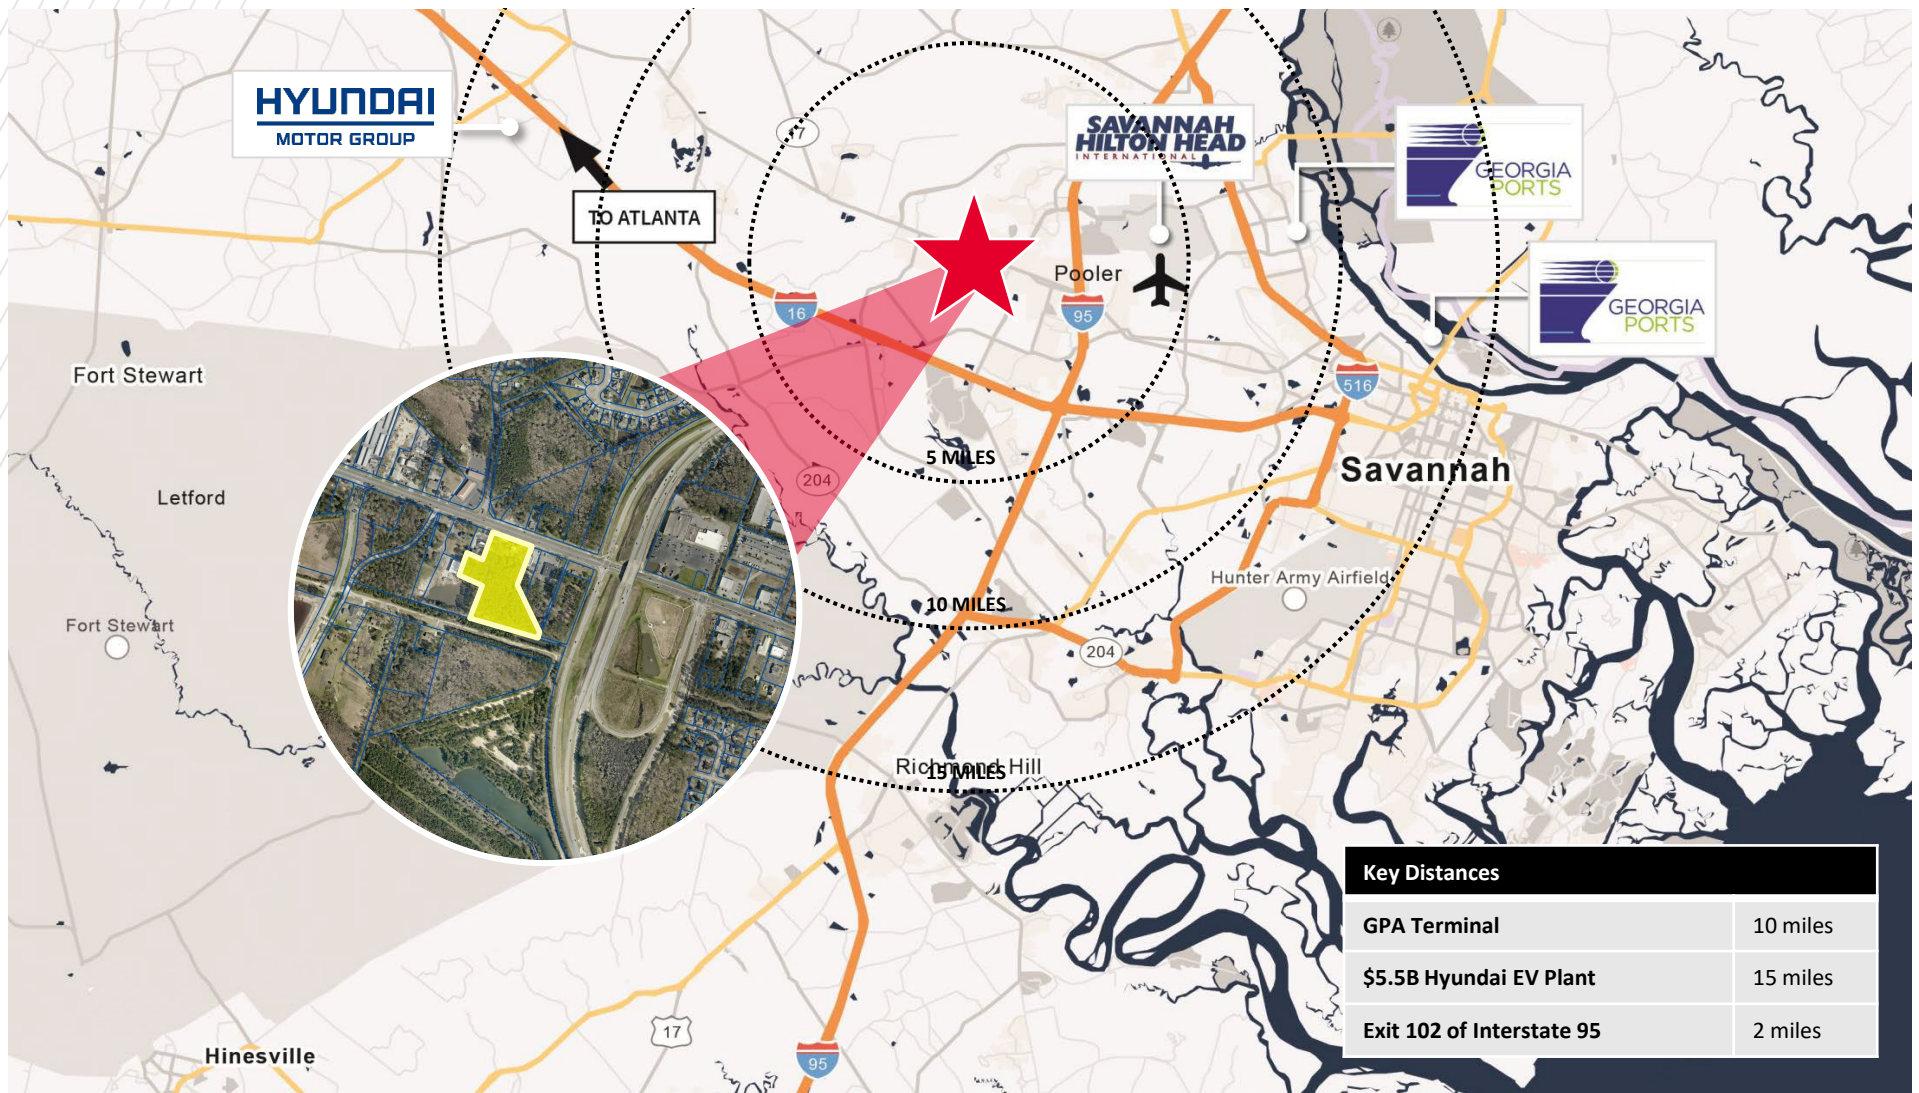 HYUNDAI
MOTOR GROUP
TO ATLANTA
17
SAVANNAH
HILTON HEAD
INTERNATIONAL
GEORGIA
PORTS
GEORGIA
PORTS
Pooler
16
95
516
Fort Stewart
Letford
204
5 MILES
Savannah
Hunter Army Airfield
10 MILES
Fort Stewart
204
Richmond Hill
15 MILES
Key Distances
GPA Terminal 10 miles
$5.5B Hyundai EV Plant 15 miles
Exit 102 of Interstate 95 2 miles
17
Hinesville
95